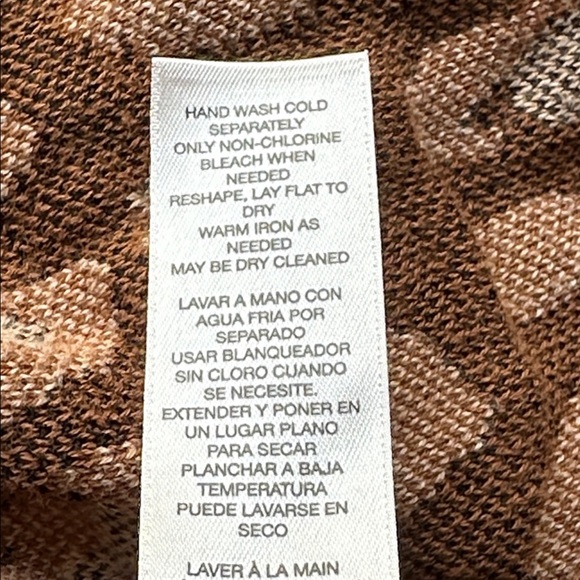 HAND WASH COLD
SEPARATELY
ONLY NON-CHLORINE
BLEACH WHEN
NEEDED
RESHAPE, LAY FLAT TO
DRY
WARM IRON AS
NEEDED
MAY BE DRY CLEANED
LAVAR A MANO CON
AGUA FRIA POR
SEPARADO
USAR BLANQUEADOR
SIN CLORO CUANDO
SE NECESITE.
EXTENDER Y PONER EN
UN LUGAR PLANO
PARA SECAR
PLANCHAR A BAJA
TEMPERATURA
PUEDE LAVARSE EN
SECO
LAVER À LA MAIN